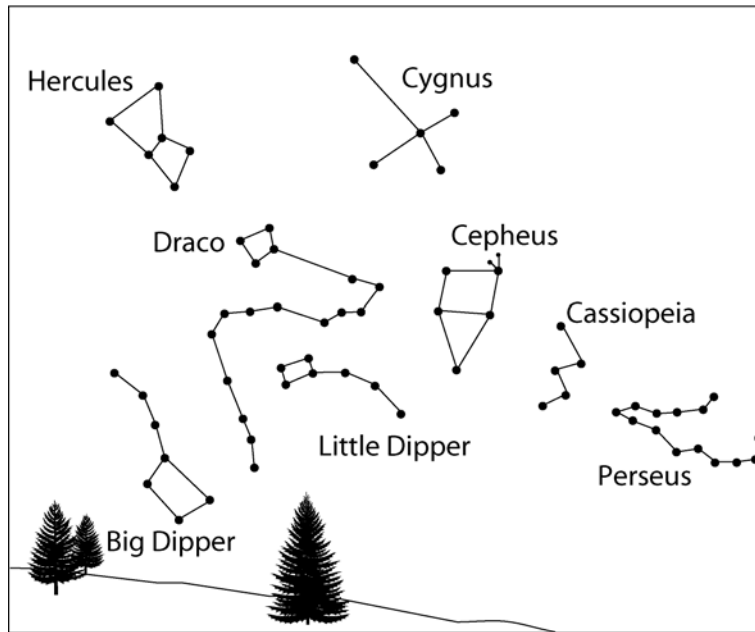 Hercules
Cygnus
Draco
Cepheus
Cassiopeia
Little Dipper
Perseus
Big Dipper